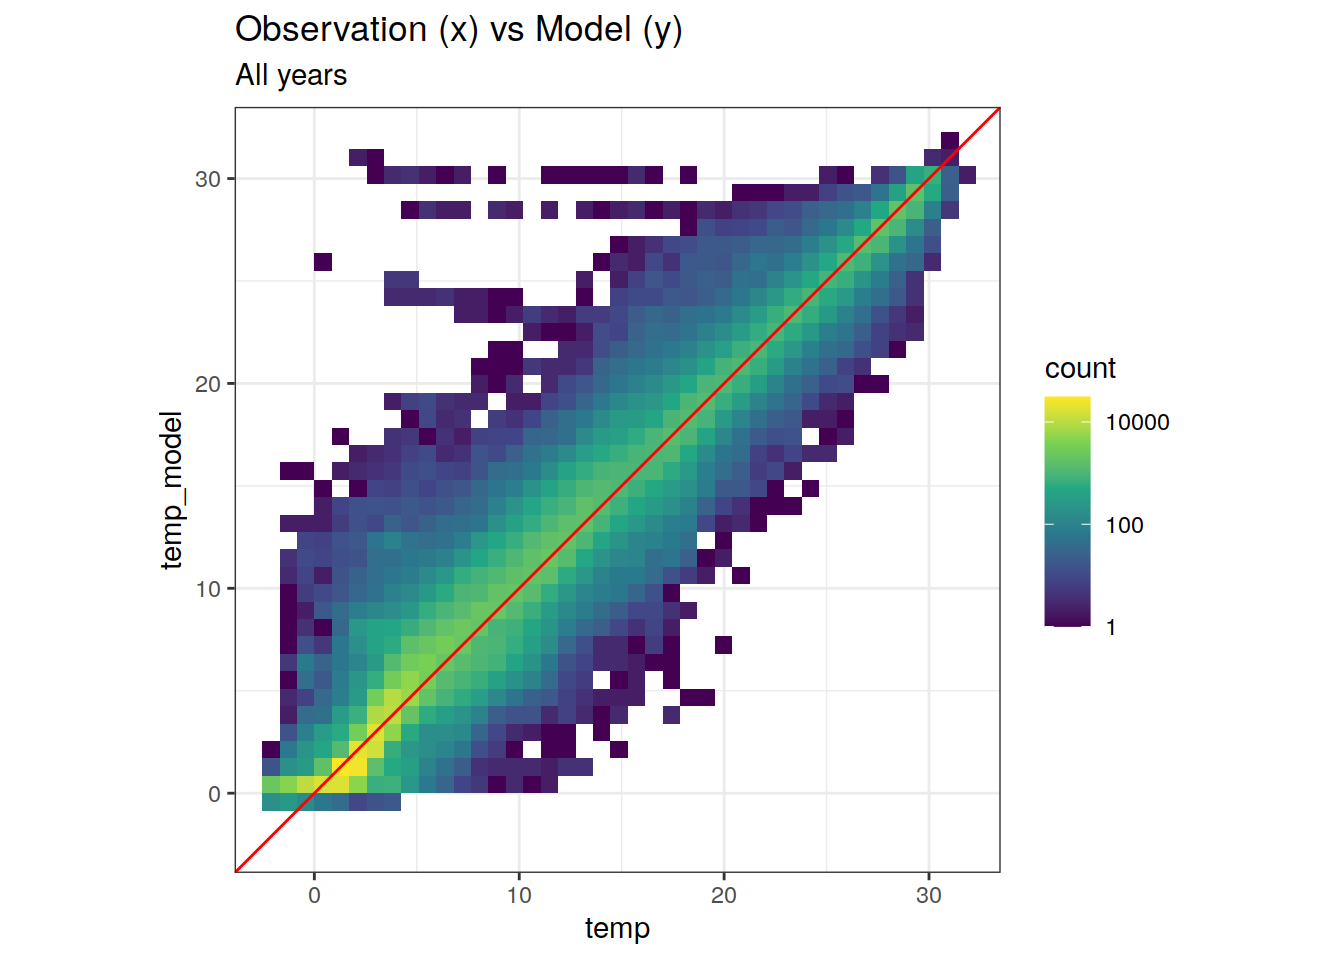 Observation (x) vs Model (y)
All years
30
20
10
0
temp_model
0 10 20 30
temp
count
10000
100
1